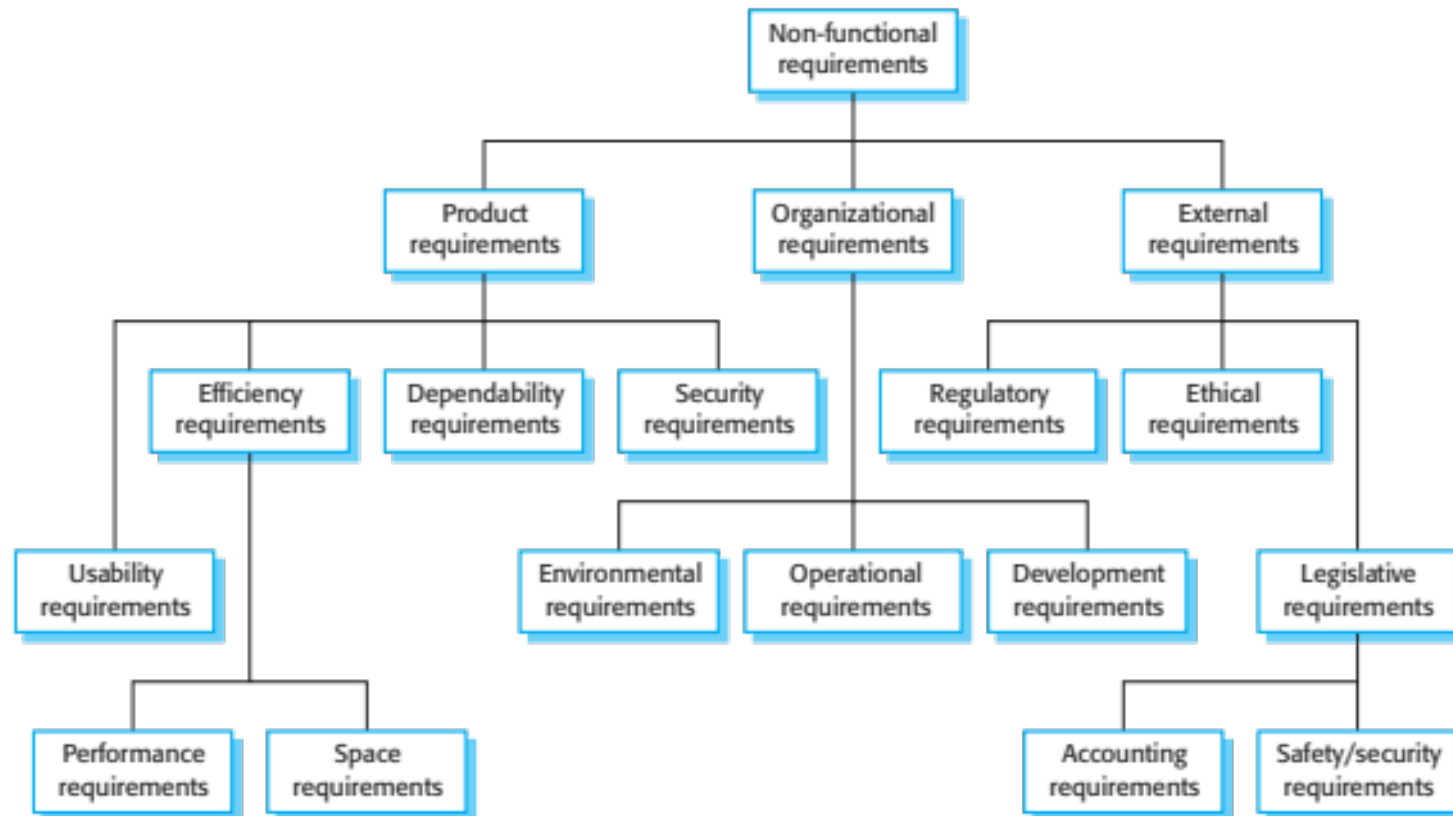 Non-functional
requirements
Product
requirements
Organizational
requirements
External
requirements
Efficiency
requirements
Dependability
requirements
Security
requirements
Regulatory
requirements
Ethical
requirements
Usability
requirements
Environmental
requirements
Operational
requirements
Development
requirements
Legislative
requirements
Performance
requirements
Space
requirements
Accounting
requirements
Safety/security
requirements